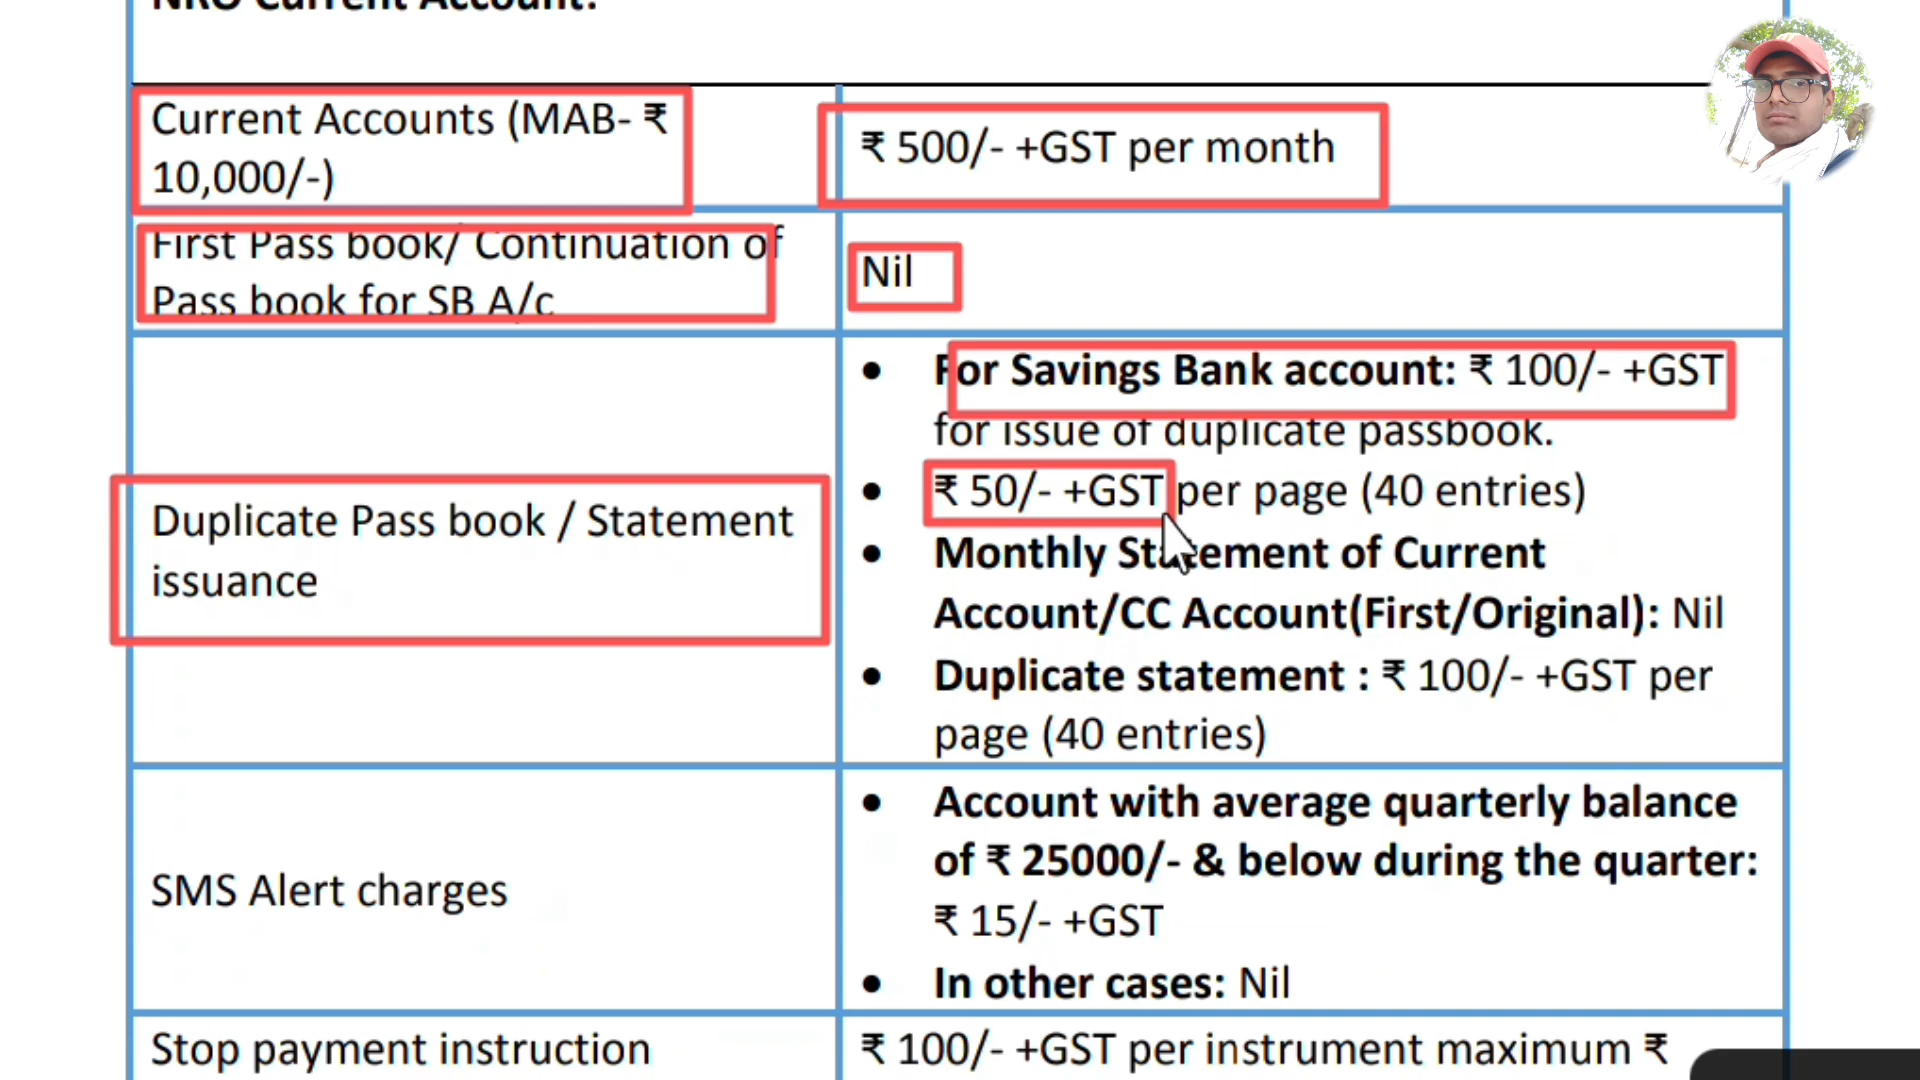 NRO Current Account:
Current Accounts (MAB- ₹
10,000/-)
₹ 500/- +GST per month
First Pass book/ Continuation of
Pass book for SB A/c
Nil
Duplicate Pass book / Statement
issuance
● For Savings Bank account: ₹ 100/- +GST
for issue of duplicate passbook.
● ₹ 50/- +GST per page (40 entries)
● Monthly Statement of Current
Account/CC Account(First/Original): Nil
● Duplicate statement : ₹ 100/- +GST per
page (40 entries)
SMS Alert charges
● Account with average quarterly balance
of ₹ 25000/- & below during the quarter:
₹ 15/- +GST
● In other cases: Nil
Stop payment instruction
₹ 100/- +GST per instrument maximum ₹